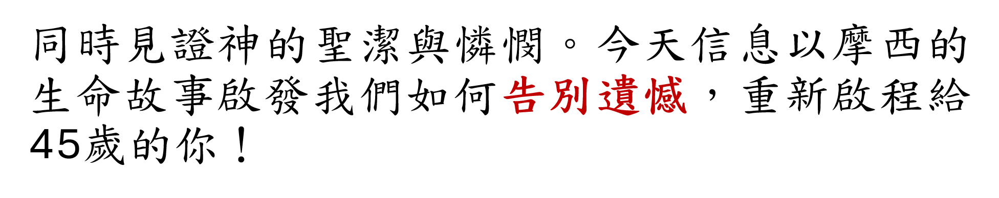 同時見證神的聖潔與憐憫。今天信息以摩西的
生命故事啟發我們如何告別遺憾，重新啟程給
45歲的你！